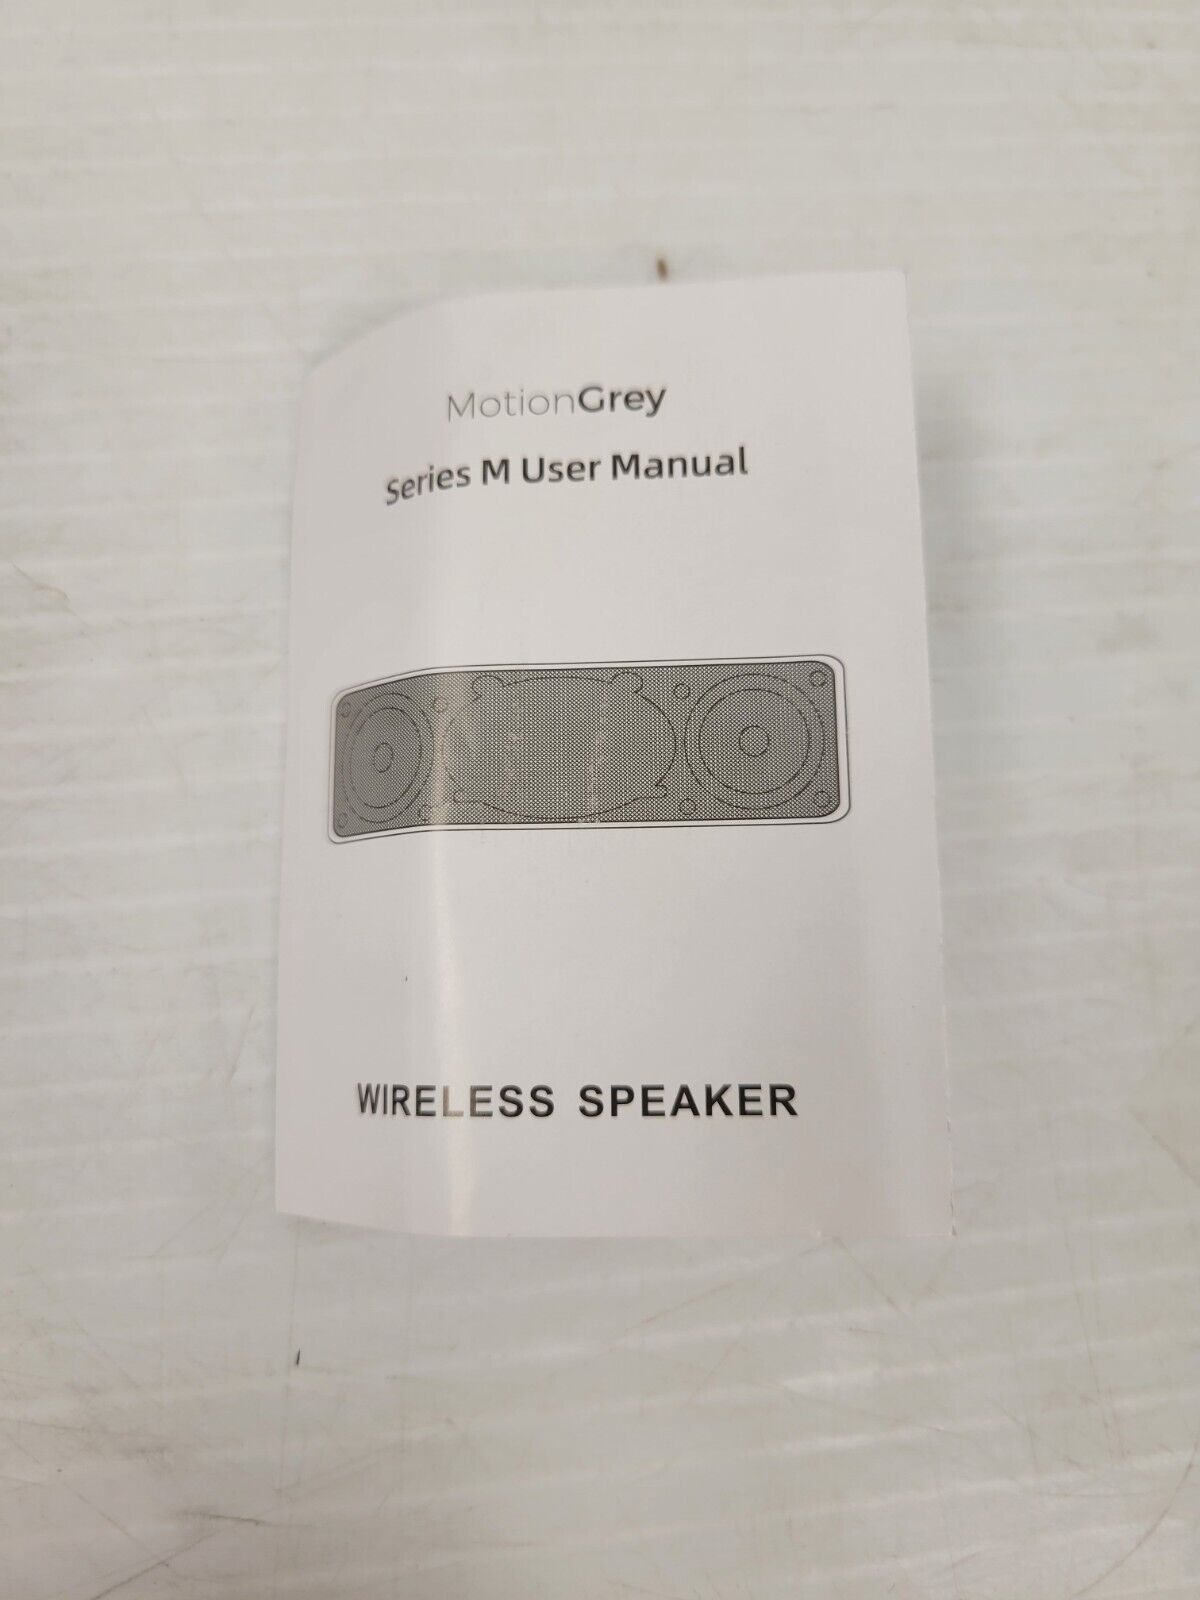 MotionGrey
Series M User Manual
WIRELESS SPEAKER